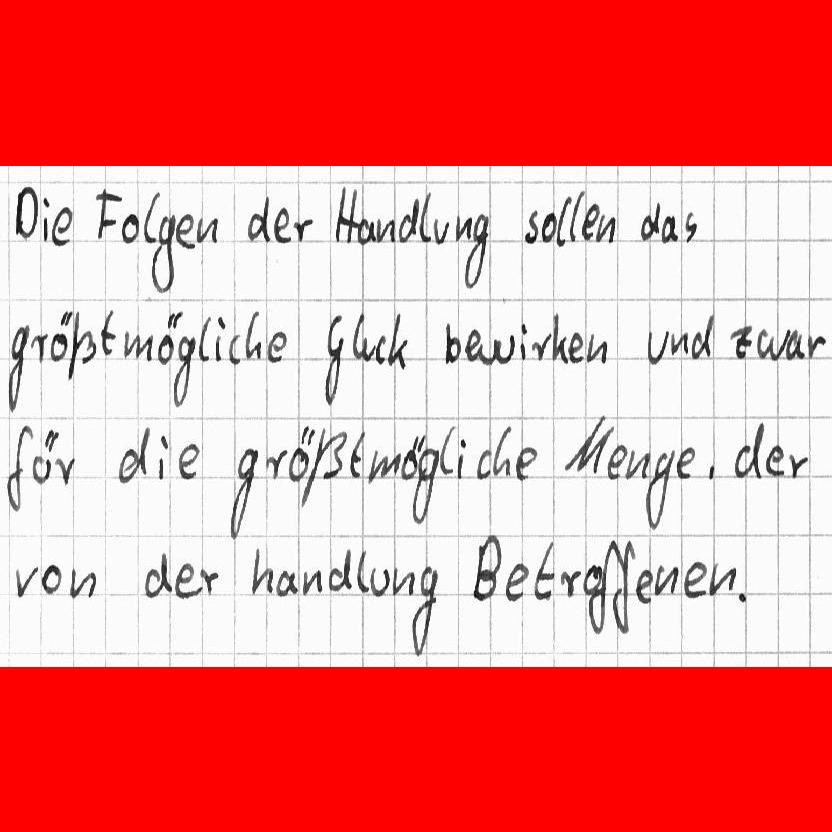 Die Folgen der Handlung sollen das
größtmögliche Gluck bewirken und zwar
für die größtmögliche Menge, der
von der handlung Betroffenen.